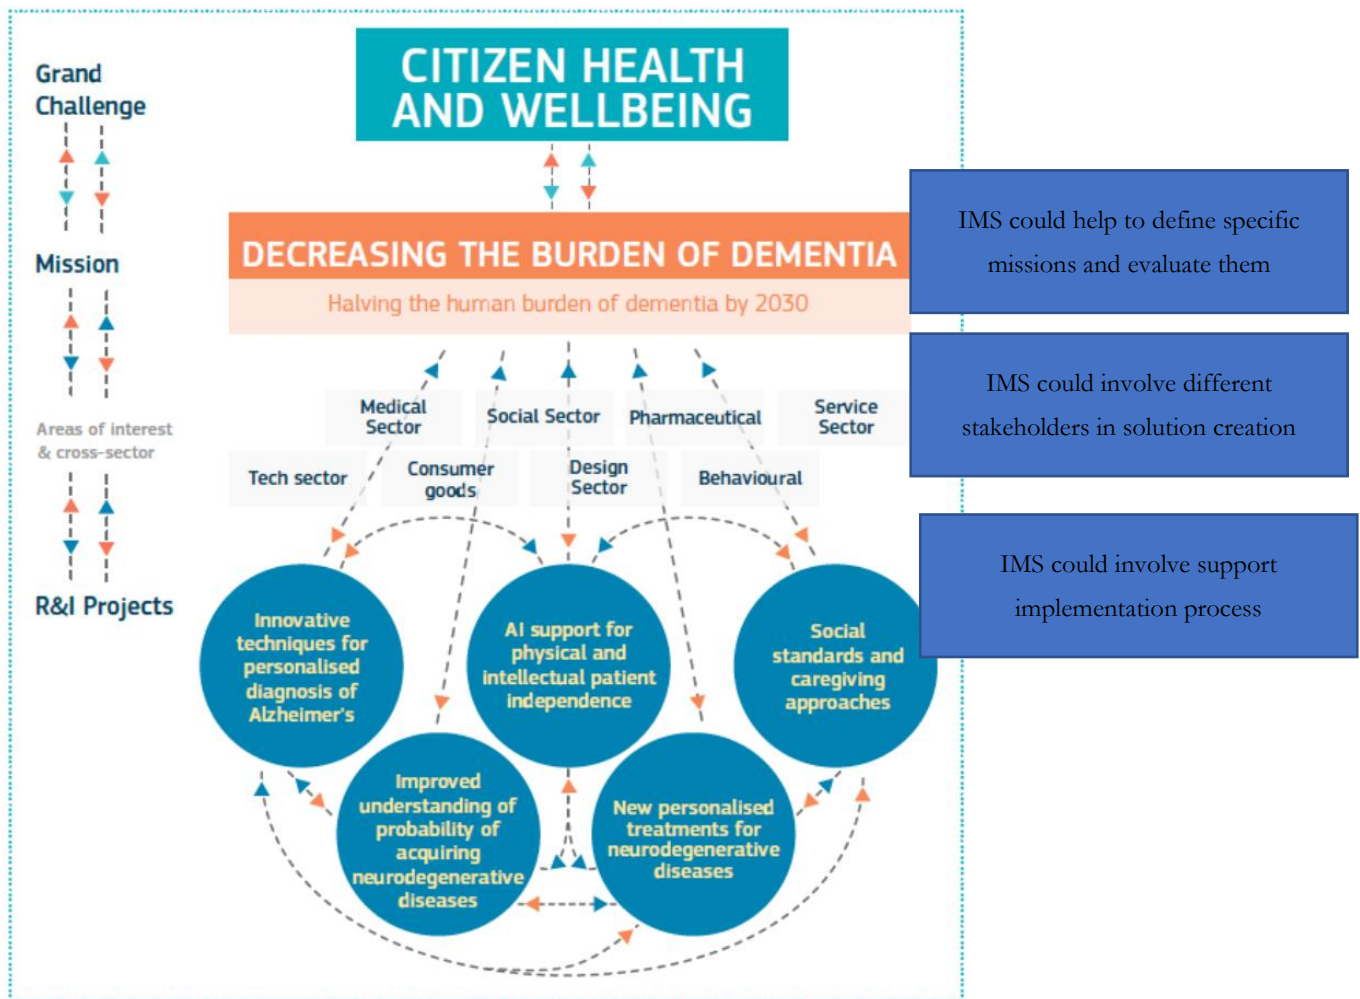 Grand
Challenge
CITIZEN HEALTH
AND WELLBEING
Mission
DECREASING THE BURDEN OF DEMENTIA
Halving the human burden of dementia by 2030
IMS could help to define specific
missions and evaluate them
Areas of interest
& cross-sector
Medical
Sector
Social Sector
Pharmaceutical
Service
Sector
Tech sector
Consumer
goods
Design
Sector
Behavioural
IMS could involve different
stakeholders in solution creation
R&I Projects
Innovative
techniques for
personalised
diagnosis of
Alzheimer's
AI support for
physical and
intellectual patient
independence
Social
standards and
caregiving
approaches
IMS could involve support
implementation process
Improved
understanding of
probability of
acquiring
neurodegenerative
diseases
New personalised
treatments for
neurodegenerative
diseases